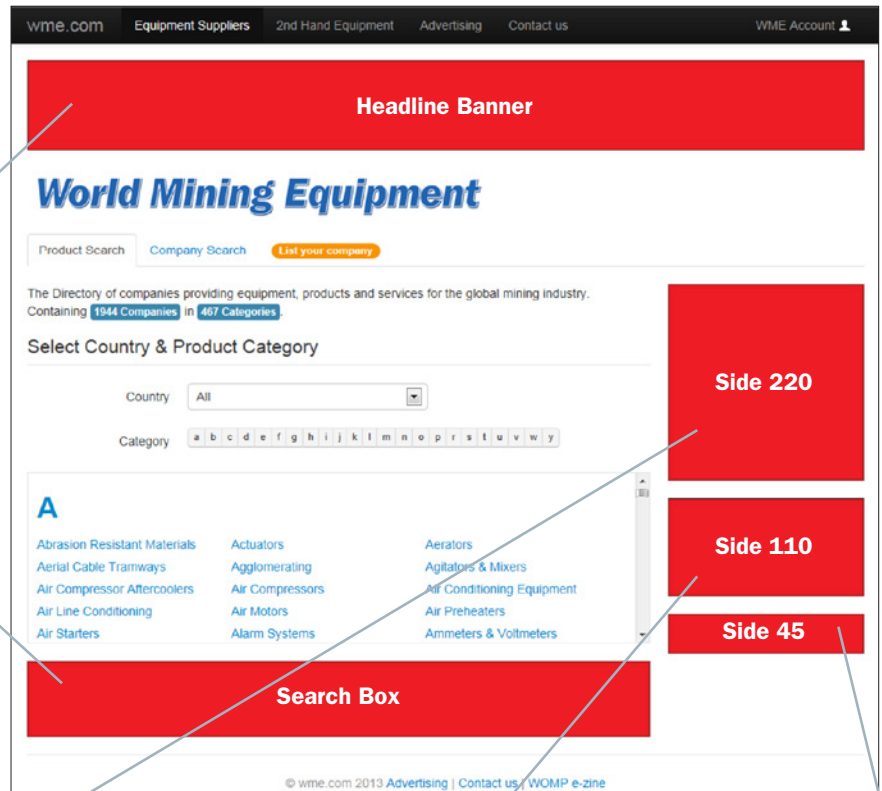 wme.com Equipment Suppliers 2nd Hand Equipment Advertising Contact us WME Account
Headline Banner
World Mining Equipment
Product Search Company Search List your company
The Directory of companies providing equipment, products and services for the global mining industry.
Containing 1944 Companies in 467 Categories.
Select Country & Product Category
Country All
Category a b c d e f g h i j k l m n o p r s t u v w y
A
Abrasion Resistant Materials Actuators Aerators
Aerial Cable Tramways Agglomerating Agitators & Mixers
Air Compressor Aftercoolers Air Compressors Air Conditioning Equipment
Air Line Conditioning Air Motors Air Preheaters
Air Starters Alarm Systems Ammeters & Voltmeters
Side 220
Side 110
Side 45
Search Box
© wme.com 2013 Advertising | Contact us | WOMP e-zine